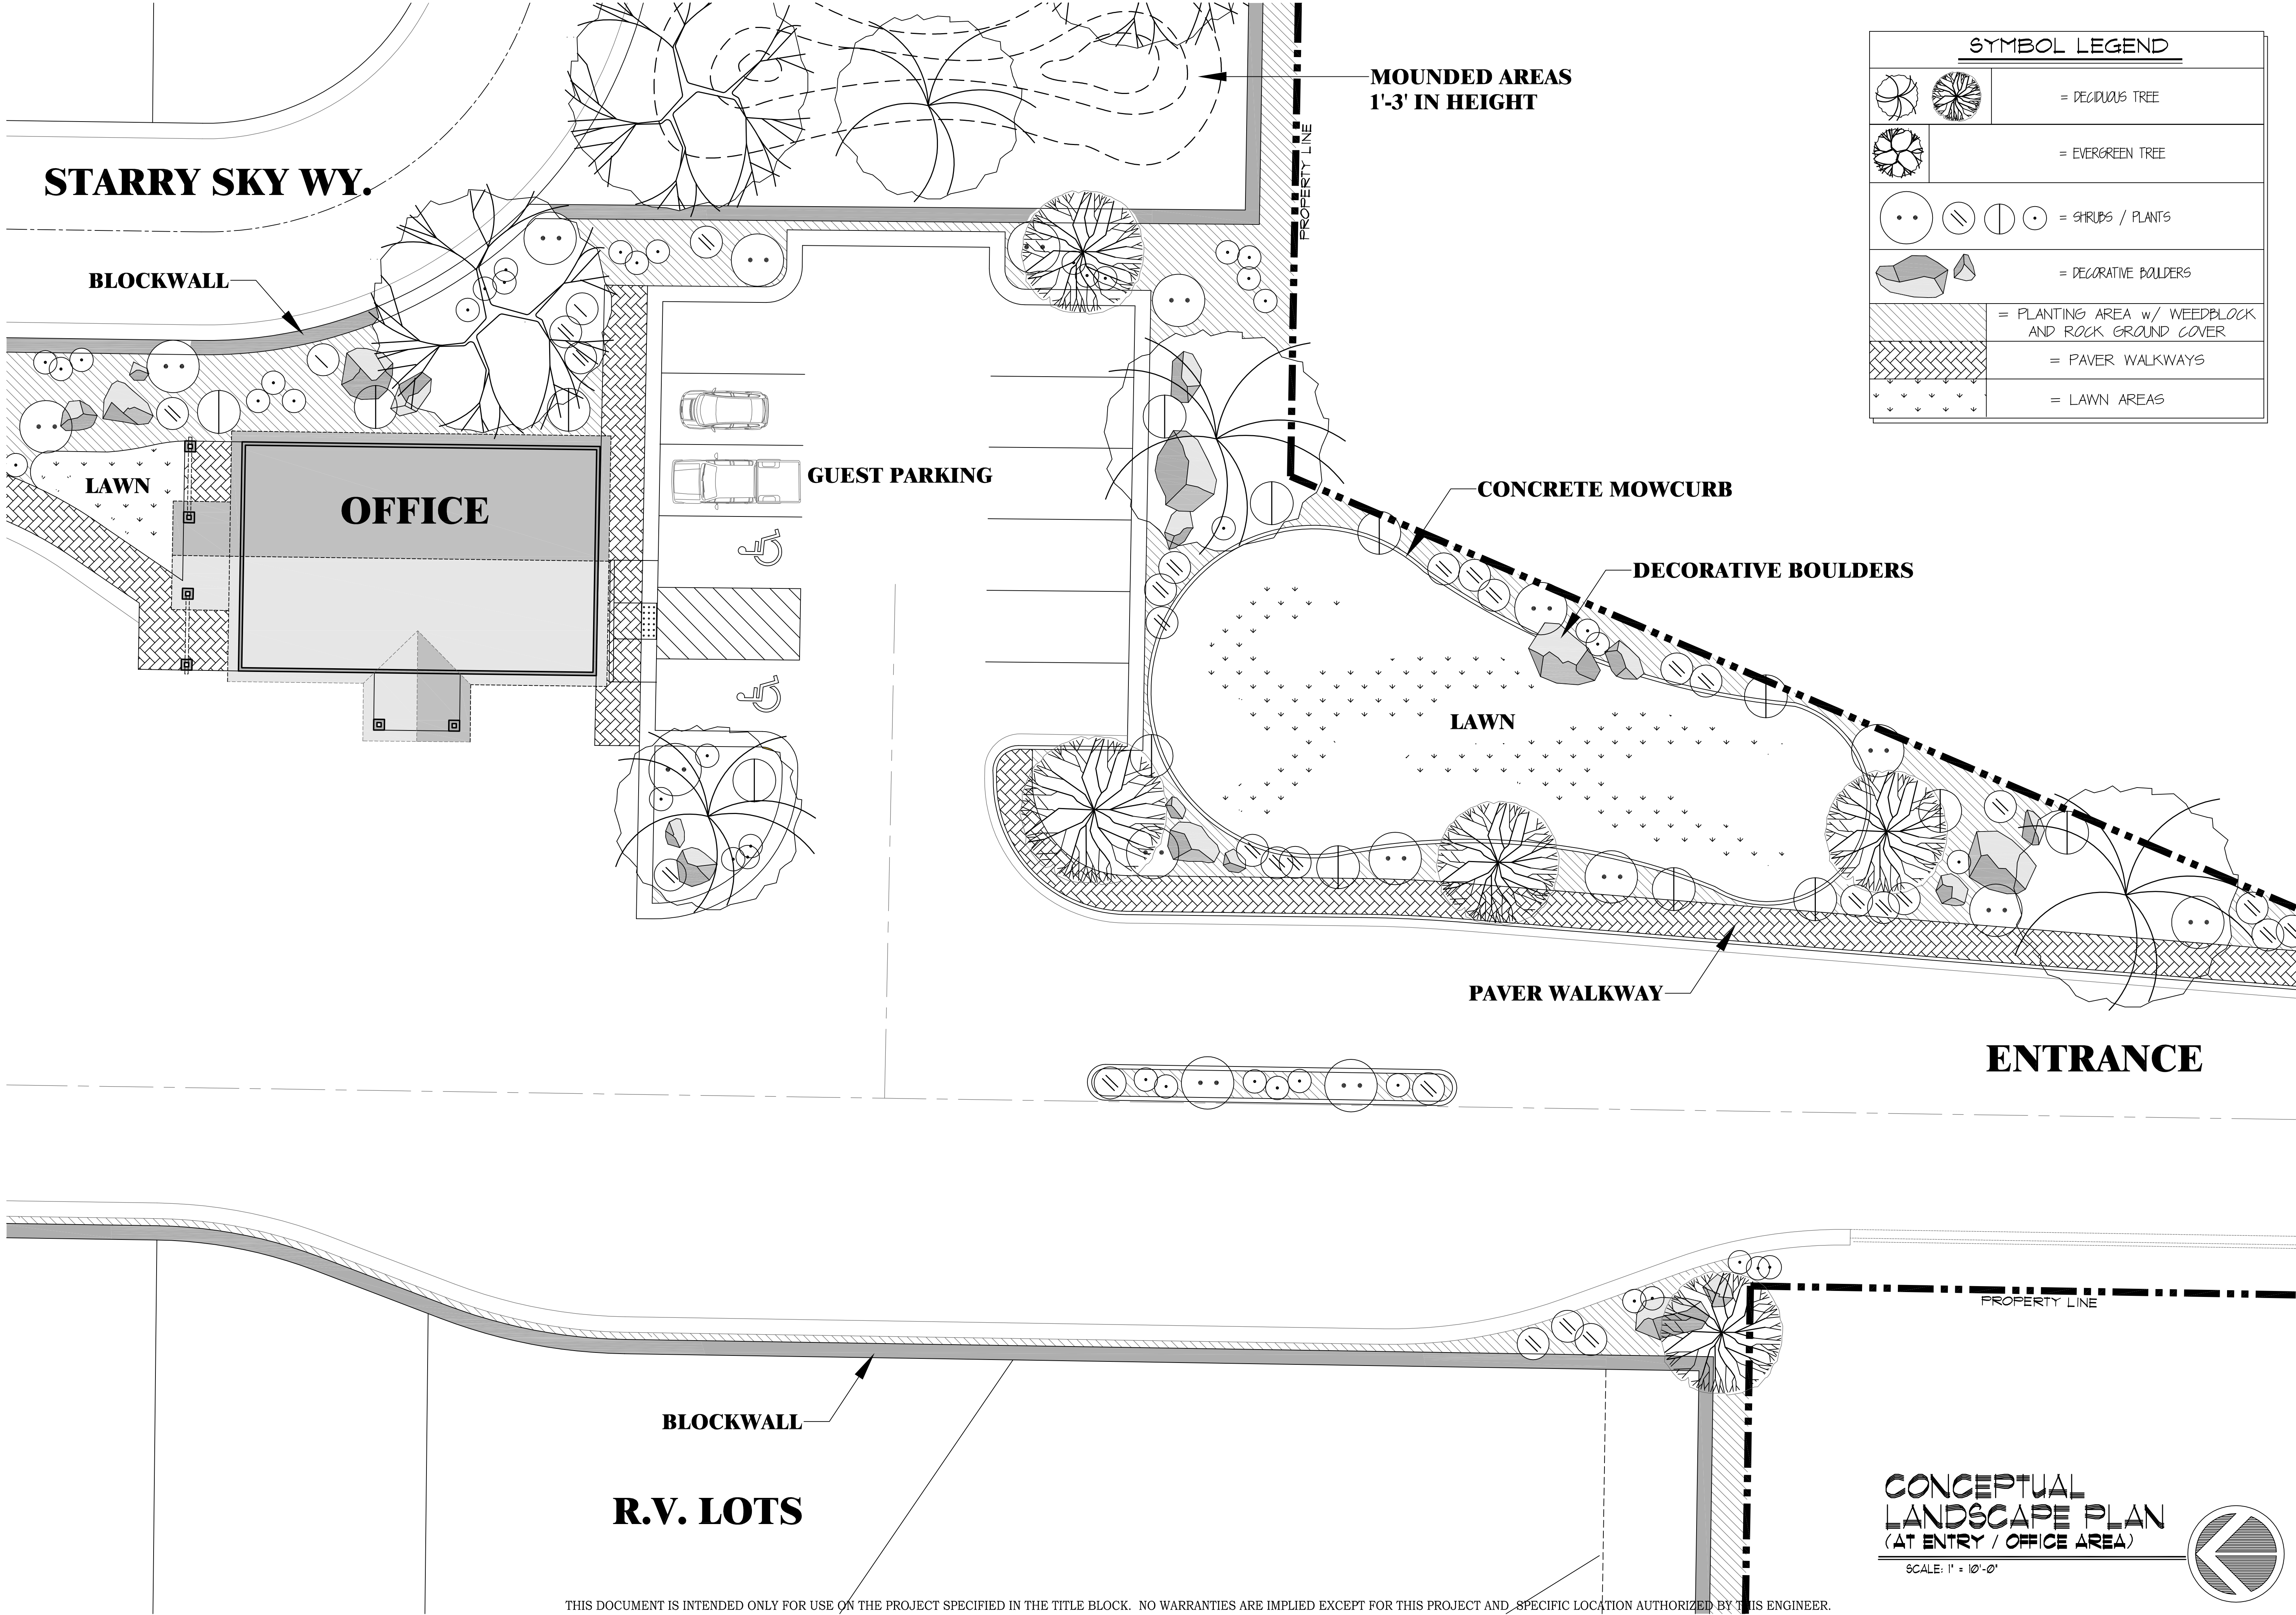 SYMBOL LEGEND
= DECIDUOUS TREE
= EVERGREEN TREE
= SHRUBS / PLANTS
= DECORATIVE BOULDERS
= PLANTING AREA w/ WEEDBLOCK
AND ROCK GROUND COVER
= PAVER WALKWAYS
= LAWN AREAS
MOUNDED AREAS
1'-3' IN HEIGHT
PROPERTY LINE
STARRY SKY WY.
BLOCKWALL
LAWN
OFFICE
GUEST PARKING
CONCRETE MOWCURB
DECORATIVE BOULDERS
LAWN
PAVER WALKWAY
ENTRANCE
PROPERTY LINE
BLOCKWALL
R.V. LOTS
CONCEPTUAL
LANDSCAPE PLAN
(AT ENTRY / OFFICE AREA)
SCALE: 1" = 10'-0"
THIS DOCUMENT IS INTENDED ONLY FOR USE ON THE PROJECT SPECIFIED IN THE TITLE BLOCK. NO WARRANTIES ARE IMPLIED EXCEPT FOR THIS PROJECT AND SPECIFIC LOCATION AUTHORIZED BY THIS ENGINEER.